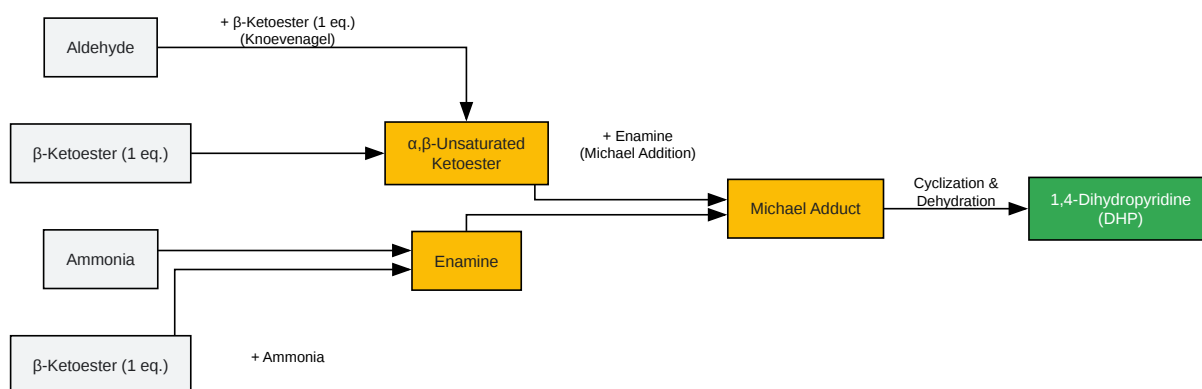 Aldehyde
+ β-Ketoester (1 eq.)
(Knoevenagel)
β-Ketoester (1 eq.)
α,β-Unsaturated
Ketoester
+ Enamine
(Michael Addition)
Michael Adduct
Cyclization &
Dehydration
1,4-Dihydropyridine
(DHP)
Ammonia
Enamine
β-Ketoester (1 eq.)
+ Ammonia